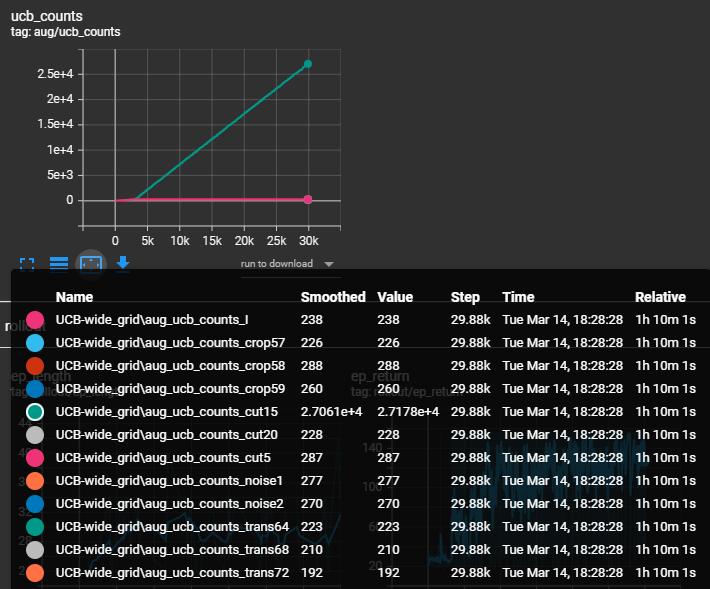 ucb_counts
tag: aug/ucb_counts
2.5e+4
2e+4
1.5e+4
1e+4
5e+3
0
0 5k 10k 15k 20k 25k 30k
run to download
Name Smoothed Value Step Time Relative
UCB-wide_grid\aug_ucb_counts_I 238 238 29.88k Tue Mar 14, 18:28:28 1h 10m 1s
UCB-wide_grid\aug_ucb_counts_crop57 226 226 29.88k Tue Mar 14, 18:28:28 1h 10m 1s
UCB-wide_grid\aug_ucb_counts_crop58 288 288 29.88k Tue Mar 14, 18:28:28 1h 10m 1s
UCB-wide_grid\aug_ucb_counts_crop59 260 260 29.88k Tue Mar 14, 18:28:28 1h 10m 1s
UCB-wide_grid\aug_ucb_counts_cut15 2.7061e+4 2.7178e+4 29.88k Tue Mar 14, 18:28:28 1h 10m 1s
UCB-wide_grid\aug_ucb_counts_cut20 228 228 29.88k Tue Mar 14, 18:28:28 1h 10m 1s
UCB-wide_grid\aug_ucb_counts_cut5 287 287 29.88k Tue Mar 14, 18:28:28 1h 10m 1s
UCB-wide_grid\aug_ucb_counts_noise1 277 277 29.88k Tue Mar 14, 18:28:28 1h 10m 1s
UCB-wide_grid\aug_ucb_counts_noise2 270 270 29.88k Tue Mar 14, 18:28:28 1h 10m 1s
UCB-wide_grid\aug_ucb_counts_trans64 223 223 29.88k Tue Mar 14, 18:28:28 1h 10m 1s
UCB-wide_grid\aug_ucb_counts_trans68 210 210 29.88k Tue Mar 14, 18:28:28 1h 10m 1s
UCB-wide_grid\aug_ucb_counts_trans72 192 192 29.88k Tue Mar 14, 18:28:28 1h 10m 1s
ep_length ep_return
tag: rollout/ep_return
140
100
60
20